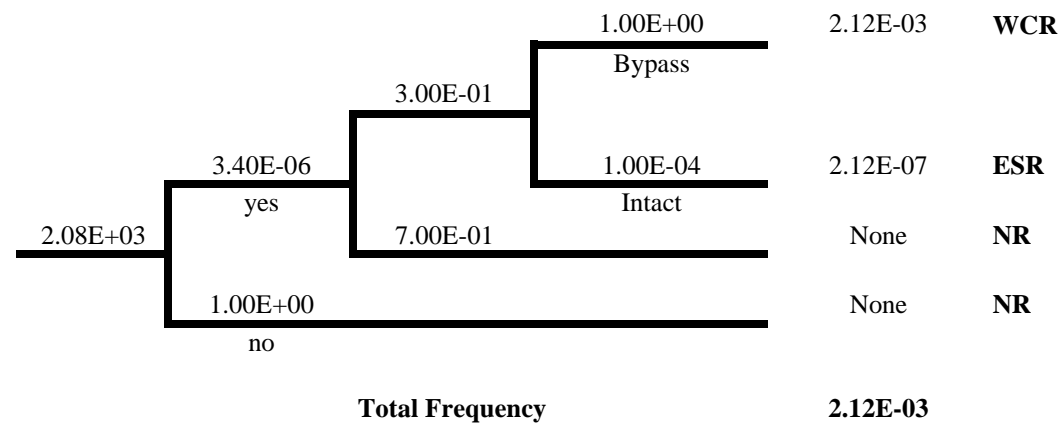 1.00E+00 2.12E-03 WCR
Bypass
3.00E-01
3.40E-06 1.00E-04 2.12E-07 ESR
yes Intact
2.08E+03 7.00E-01 None NR
1.00E+00 None NR
no
Total Frequency 2.12E-03